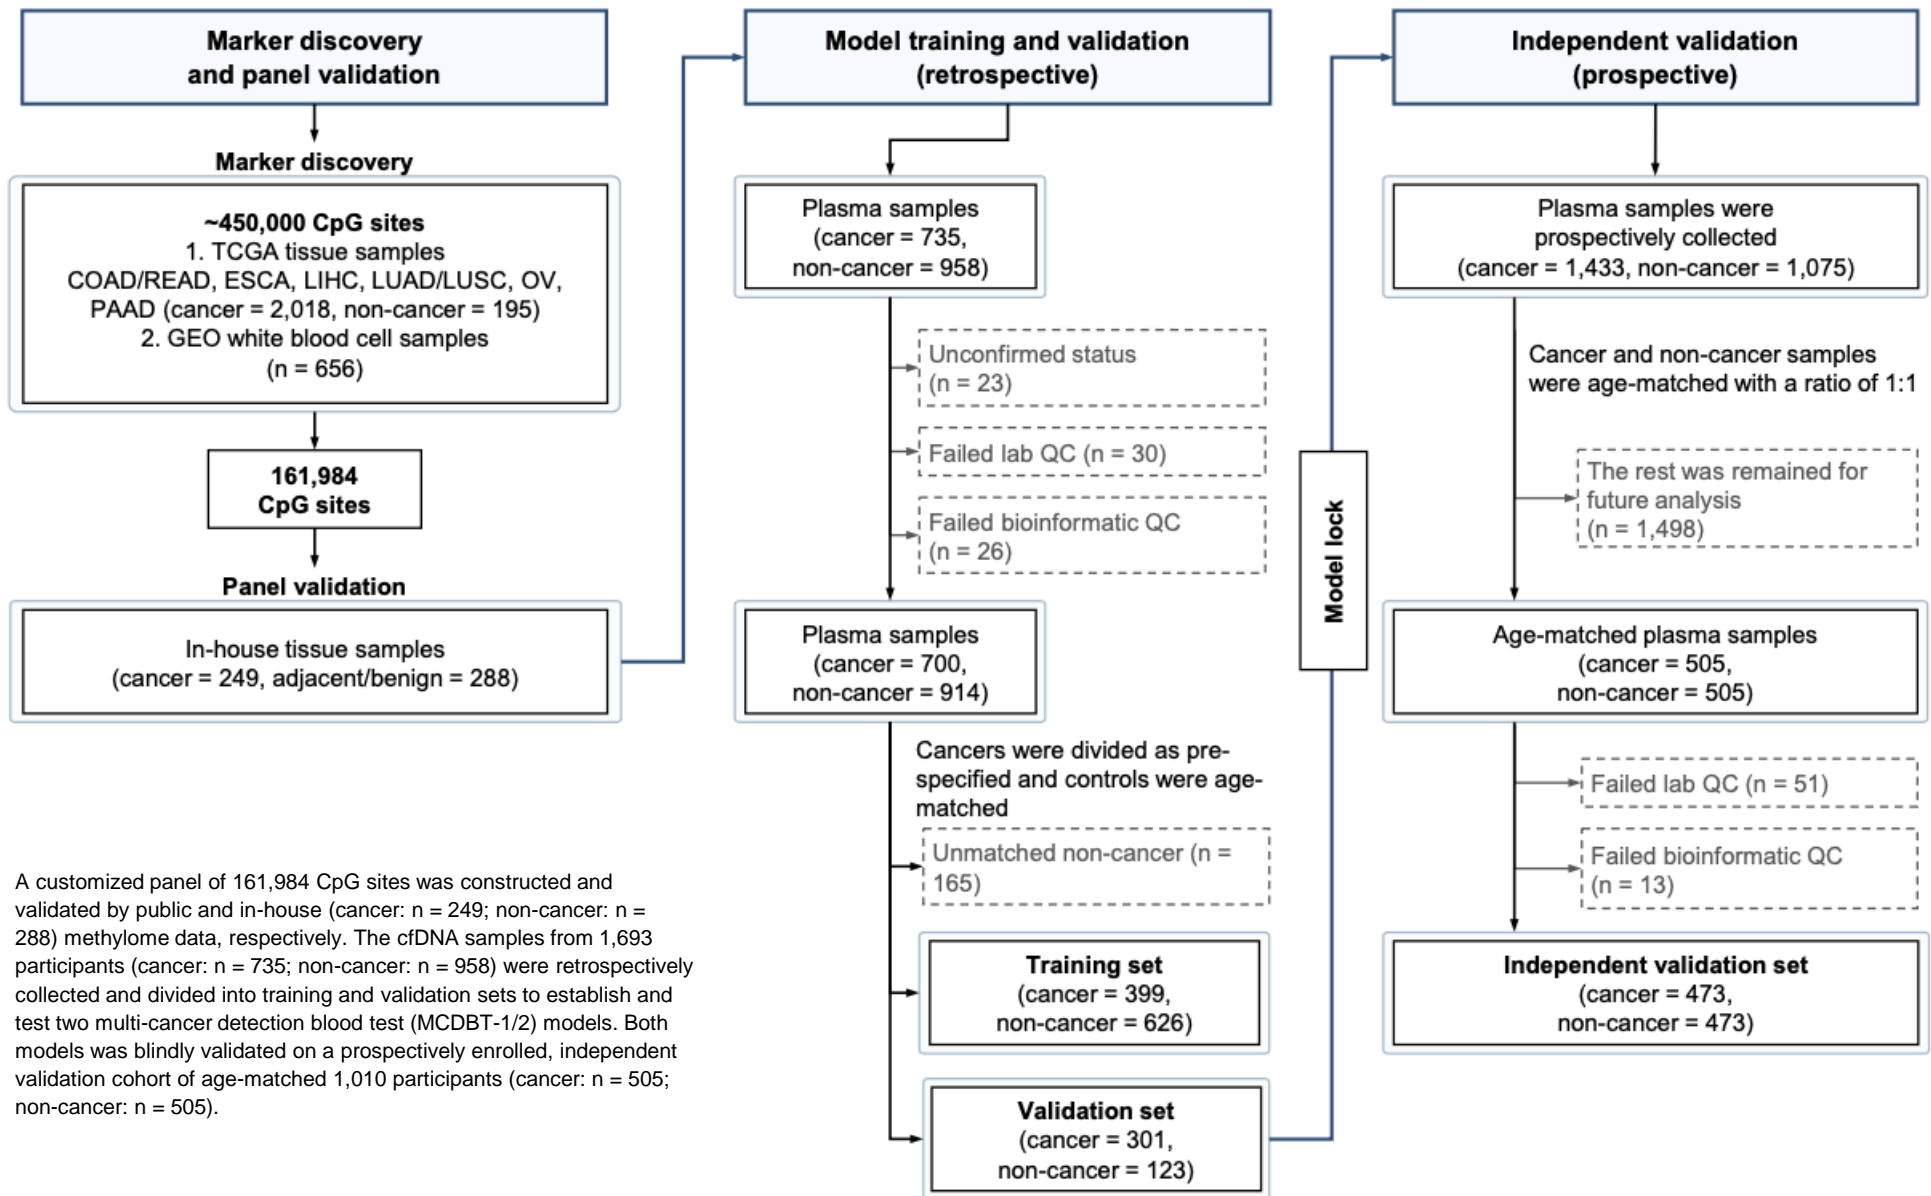 Marker discovery
and panel validation
Marker discovery
~450,000 CpG sites
1. TCGA tissue samples
COAD/READ, ESCA, LIHC, LUAD/LUSC, OV,
PAAD (cancer = 2,018, non-cancer = 195)
2. GEO white blood cell samples
(n = 656)
161,984
CpG sites
Panel validation
In-house tissue samples
(cancer = 249, adjacent/benign = 288)
A customized panel of 161,984 CpG sites was constructed and
validated by public and in-house (cancer: n = 249; non-cancer: n =
288) methylome data, respectively. The cfDNA samples from 1,693
participants (cancer: n = 735; non-cancer: n = 958) were retrospectively
collected and divided into training and validation sets to establish and
test two multi-cancer detection blood test (MCDBT-1/2) models. Both
models was blindly validated on a prospectively enrolled, independent
validation cohort of age-matched 1,010 participants (cancer: n = 505;
non-cancer: n = 505).
Model training and validation
(retrospective)
Plasma samples
(cancer = 735,
non-cancer = 958)
Unconfirmed status
(n = 23)
Failed lab QC (n = 30)
Failed bioinformatic QC
(n = 26)
Plasma samples
(cancer = 700,
non-cancer = 914)
Cancers were divided as pre-
specified and controls were age-
matched
Unmatched non-cancer (n =
165)
Training set
(cancer = 399,
non-cancer = 626)
Validation set
(cancer = 301,
non-cancer = 123)
Model lock
Independent validation
(prospective)
Plasma samples were
prospectively collected
(cancer = 1,433, non-cancer = 1,075)
Cancer and non-cancer samples
were age-matched with a ratio of 1:1
The rest was remained for
future analysis
(n = 1,498)
Age-matched plasma samples
(cancer = 505,
non-cancer = 505)
Failed lab QC (n = 51)
Failed bioinformatic QC
(n = 13)
Independent validation set
(cancer = 473,
non-cancer = 473)